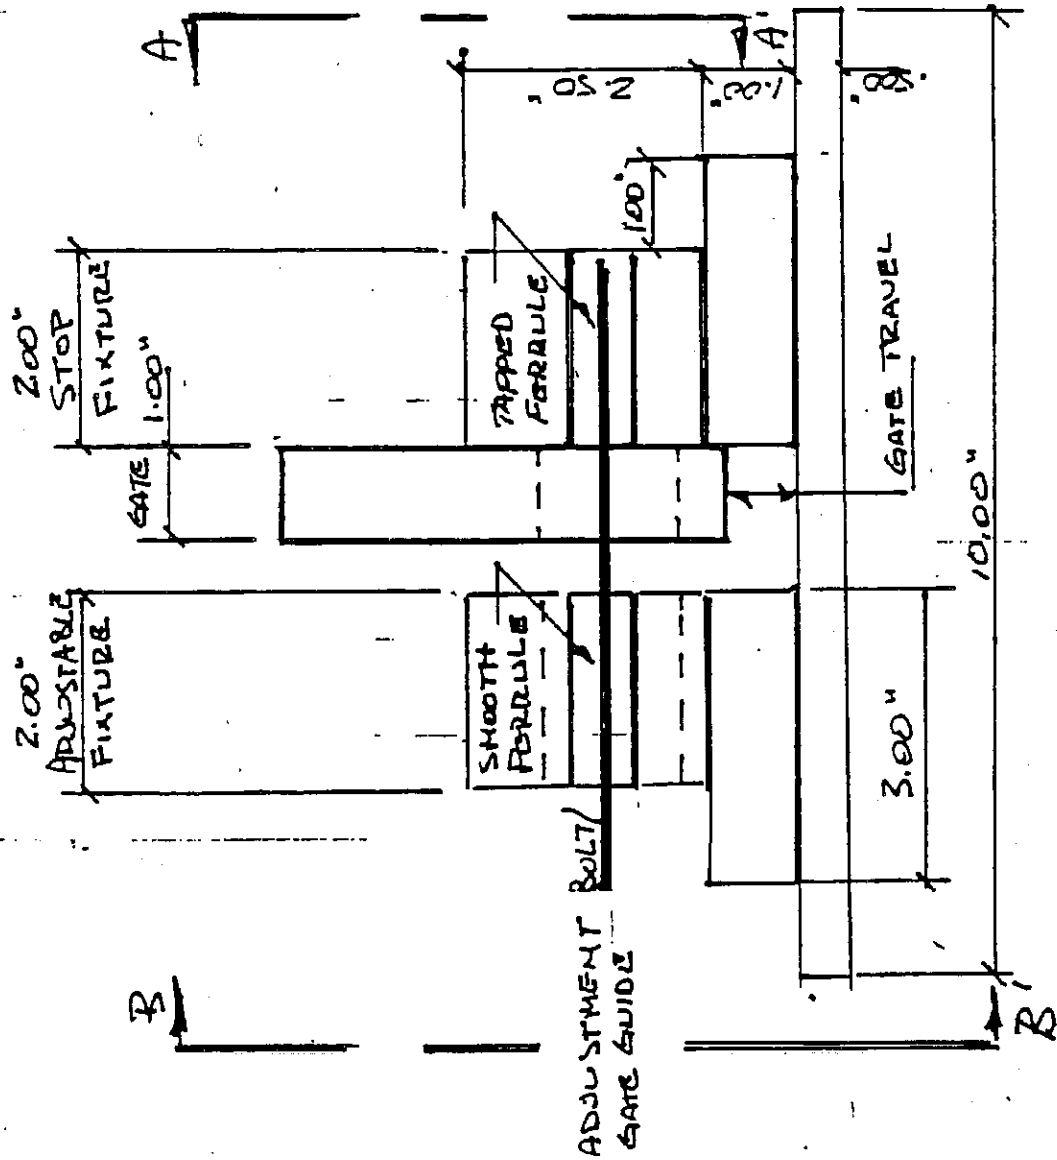 A
A'
2.50"
1.00"
.500"
1.00"
2.00"
STOP
FIXTURE
1.00"
GATE
TAPPED
FERRULE
GATE TRAVEL
10.00"
2.00"
ADJUSTABLE
FIXTURE
SMOOTH
FERRULE
3.00"
ADJUSTMENT BOLT/
GATE GUIDE
B
B'